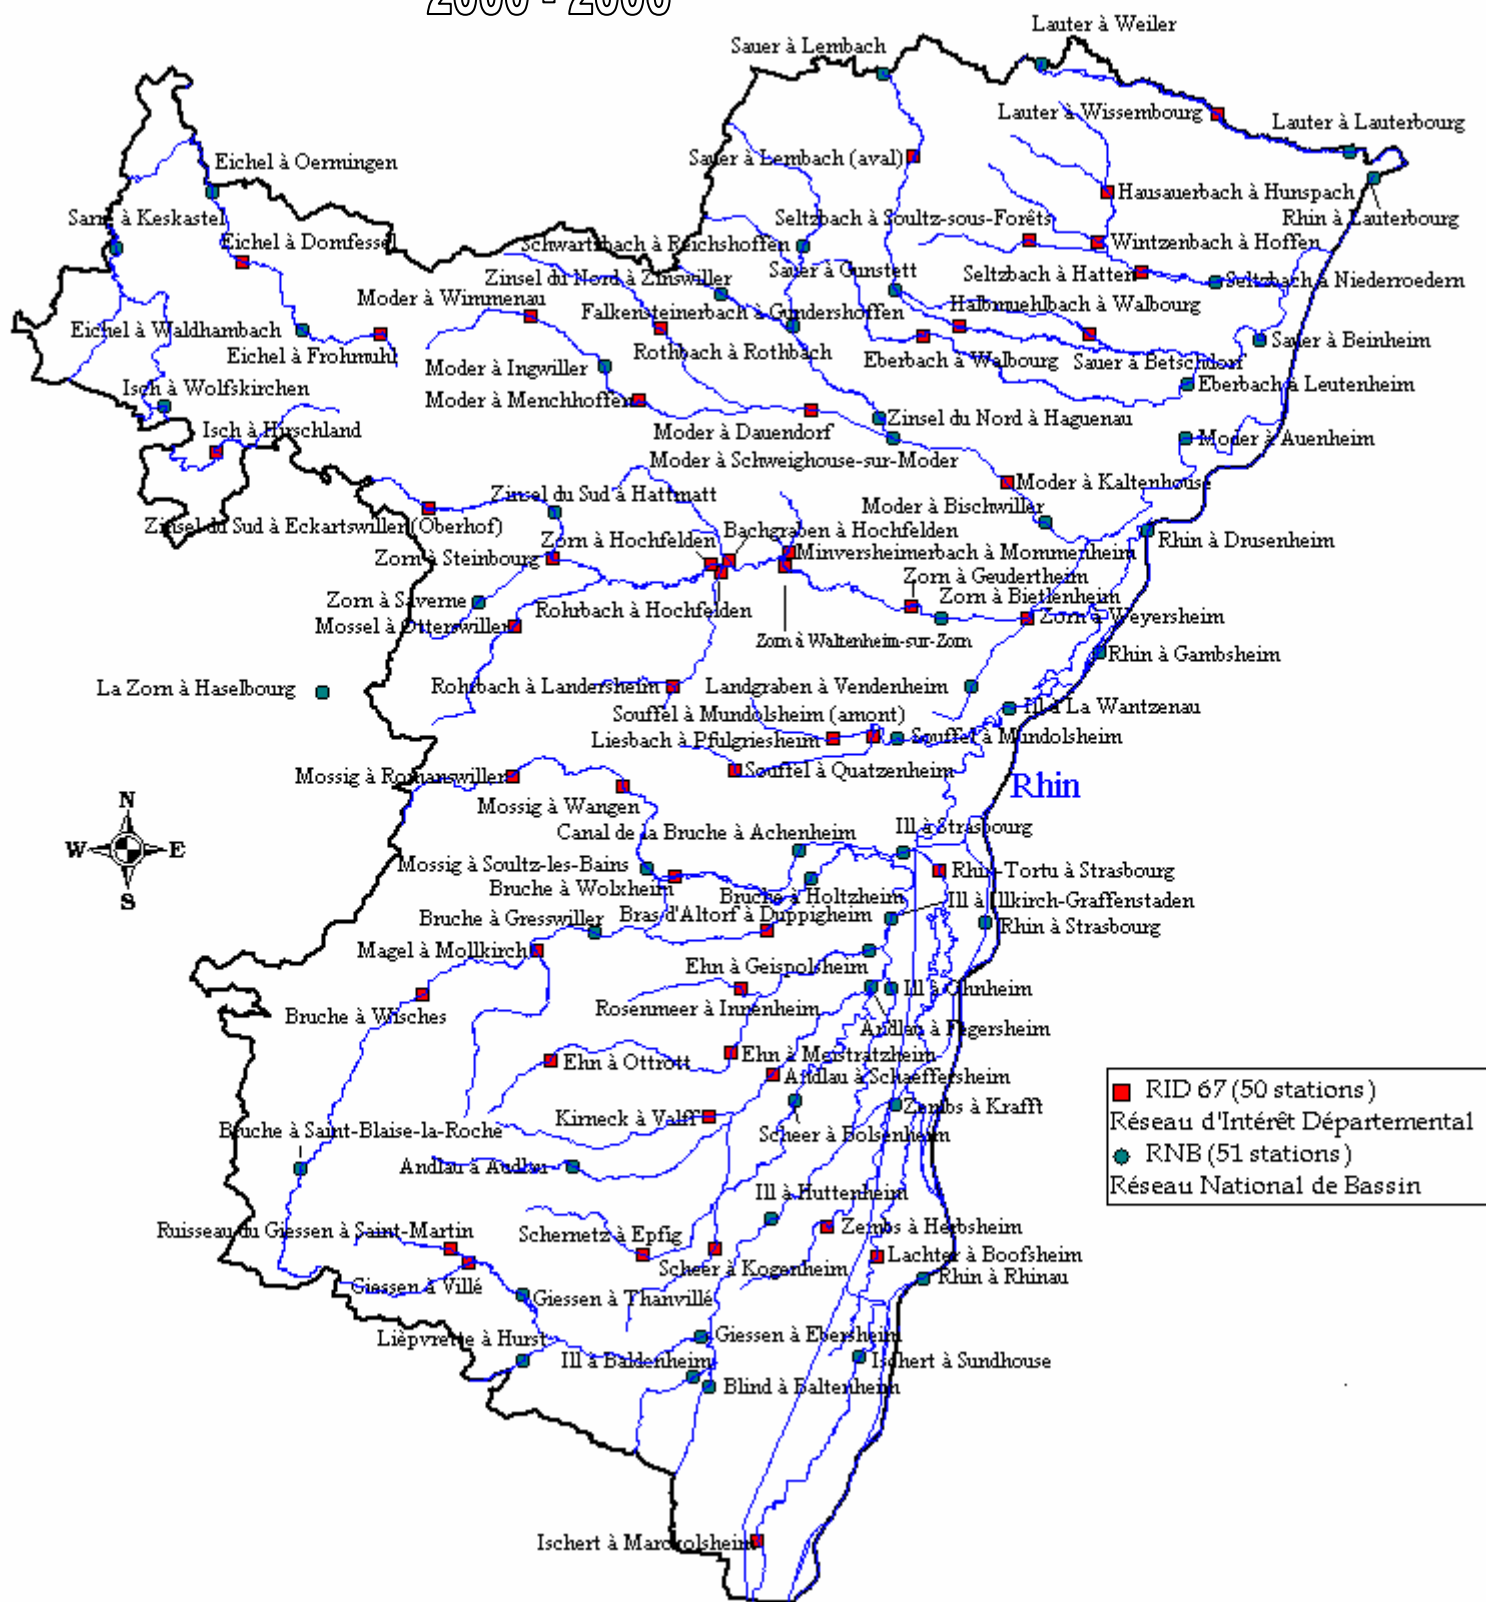 Lauter à Weiler
Sauer à Lembach
Lauter à Wissembourg
Lauter à Lauterbourg
Eichel à Oermingen
Sauer à Lembach (aval)
Hausauerbach à Hunspach
Sarre à Keskastel
Seltzbach à Soultz-sous-Forêts
Rhin à Lauterbourg
Eichel à Domfessel
Schwartzbach à Reichshoffen
Wintzenbach à Hoffen
Sauer à Gunstett
Seltzbach à Hatten
Zinsel du Nord à Zinswiller
Seltzbach à Niederroedern
Moder à Wimmenau
Halbmuehlbach à Walbourg
Falkensteinerbach à Gundershoffen
Eichel à Waldhambach
Eichel à Frohmuhl
Rothbach à Rothbach
Eberbach à Walbourg
Sauer à Betschdorf
Sauer à Beinheim
Moder à Ingwiller
Isch à Wolfskirchen
Eberbach à Leutenheim
Moder à Menchhoffen
Zinsel du Nord à Haguenau
Isch à Hirschland
Moder à Dauendorf
Moder à Auenheim
Moder à Schweighouse-sur-Moder
Moder à Kaltenhouse
Zinsel du Sud à Hattmatt
Moder à Bischwiller
Zinsel du Sud à Eckartswiller (Oberhof)
Bachgraben à Hochfelden
Zorn à Hochfelden
Rhin à Drusenheim
Zorn à Steinbourg
Minversheimerbach à Mommenheim
Zorn à Geudertheim
Zorn à Saverne
Zorn à Bietlenheim
Rohrbach à Hochfelden
Mossel à Otterswiller
Zorn à Weyersheim
Zorn à Waltenheim-sur-Zorn
Rhin à Gambsheim
La Zorn à Haselbourg
Rohrbach à Landersheim
Landgraben à Vendenheim
Ill à La Wantzenau
Souffel à Mundolsheim (amont)
Liesbach à Pfulgriesheim
Souffel à Mundolsheim
Mossig à Romanswiller
Souffel à Quatzenheim
Rhin
Mossig à Wangen
N
W
E
S
Canal de la Bruche à Achenheim
Ill à Strasbourg
Mossig à Soultz-les-Bains
Rhin-Tortu à Strasbourg
Bruche à Wolxheim
Bruche à Holtzheim
Ill à Illkirch-Graffenstaden
Bruche à Gresswiller
Bras d'Altorf à Duppigheim
Rhin à Strasbourg
Magel à Mollkirch
Ehn à Geispolsheim
Ill à Ohnheim
Rosenmeer à Innenheim
Bruche à Wisches
Andlau à Fegersheim
Ehn à Ottrott
Ehn à Meistratzheim
Andlau à Schaeffersheim
RID 67 (50 stations)
Réseau d'Intérêt Départemental
RNB (51 stations)
Réseau National de Bassin
Kirneck à Valff
Zembs à Krafft
Bruche à Saint-Blaise-la-Roche
Scheer à Bolsenheim
Andlau à Andlau
Ill à Huttenheim
Ruisseau du Giessen à Saint-Martin
Schernetz à Epfig
Zembs à Herbsheim
Scheer à Kogenheim
Lachter à Boofsheim
Rhin à Rhinau
Giessen à Villé
Giessen à Thanvillé
Liepvrette à Hurst
Giessen à Ebersheim
Ill à Baldenheim
Ischert à Sundhouse
Blind à Baltenheim
Ischert à Marckolsheim